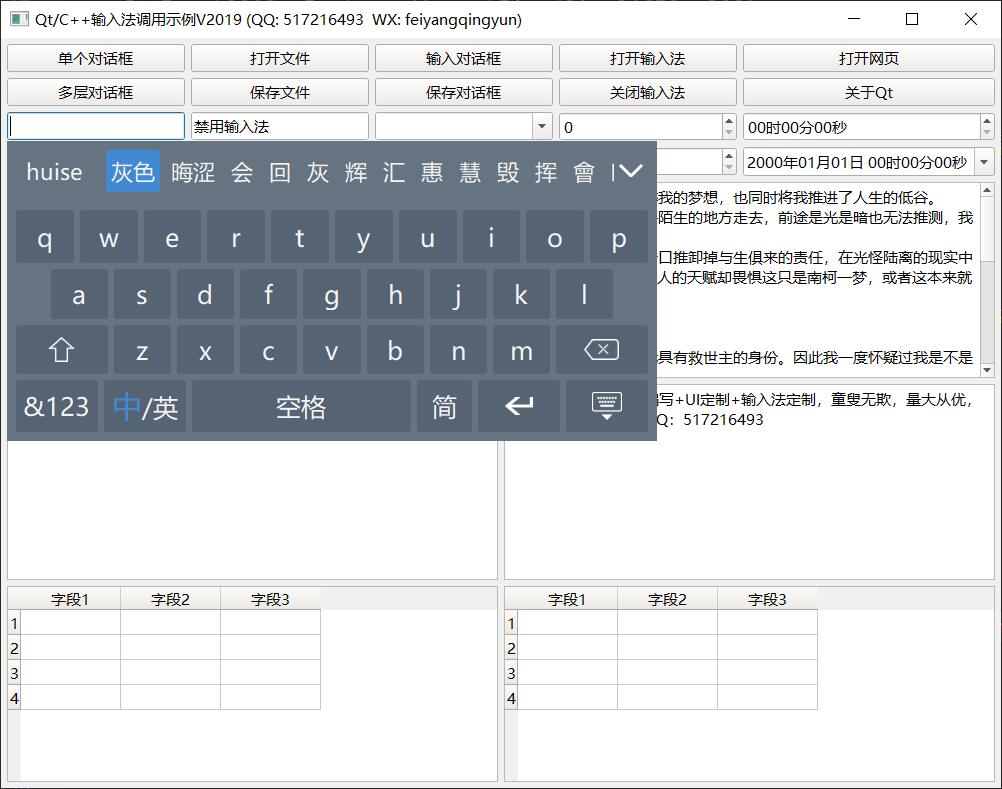 Qt/C++输入法调用示例V2019 (QQ: 517216493 WX: feiyangqingyun)
单个对话框 打开文件 输入对话框 打开输入法 打开网页
多层对话框 保存文件 保存对话框 关闭输入法 关于Qt
禁用输入法 0 00时00分00秒
2000年01月01日 00时00分00秒
huise 灰色 晦涩 会 回 灰 辉 汇 惠 慧 毁 挥 會
q w e r t y u i o p
a s d f g h j k l
z x c v b n m
&123 中/英 空格 简
我的梦想，也同时将我推进了人生的低谷。
陌生的地方走去，前途是光是暗也无法推测，我
口推卸掉与生俱来的责任，在光怪陆离的现实中
人的天赋却畏惧这只是南柯一梦，或者这本来就
具有救世主的身份。因此我一度怀疑过我是不是
写+UI定制+输入法定制，童叟无欺，量大从优，
Q：517216493
字段1 字段2 字段3
1
2
3
4
字段1 字段2 字段3
1
2
3
4